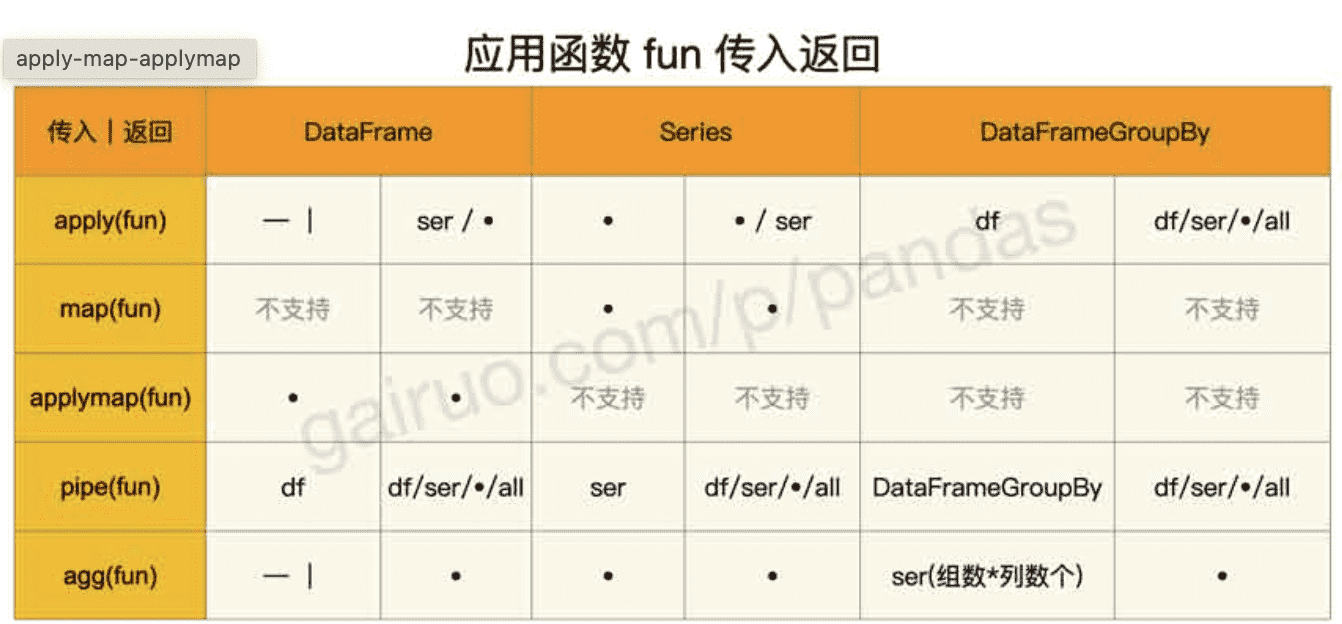 应用函数 fun 传入返回
apply-map-applymap
传入 | 返回 DataFrame Series DataFrameGroupBy
apply(fun) — | ser / • • • / ser df df/ser/•/all
map(fun) 不支持 不支持 • • 不支持 不支持
applymap(fun) • • 不支持 不支持 不支持 不支持
pipe(fun) df df/ser/•/all ser df/ser/•/all DataFrameGroupBy df/ser/•/all
agg(fun) — | • • • ser(组数*列数个) •
gairuo.com/p/pandas